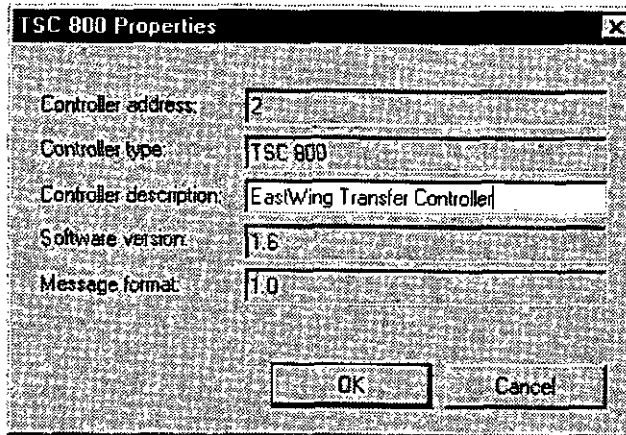 TSC 800 Properties
Controller address: 2
Controller type: TSC 800
Controller description: EastWing Transfer Controller
Software version: 1.6
Message format: 1.0
OK Cancel